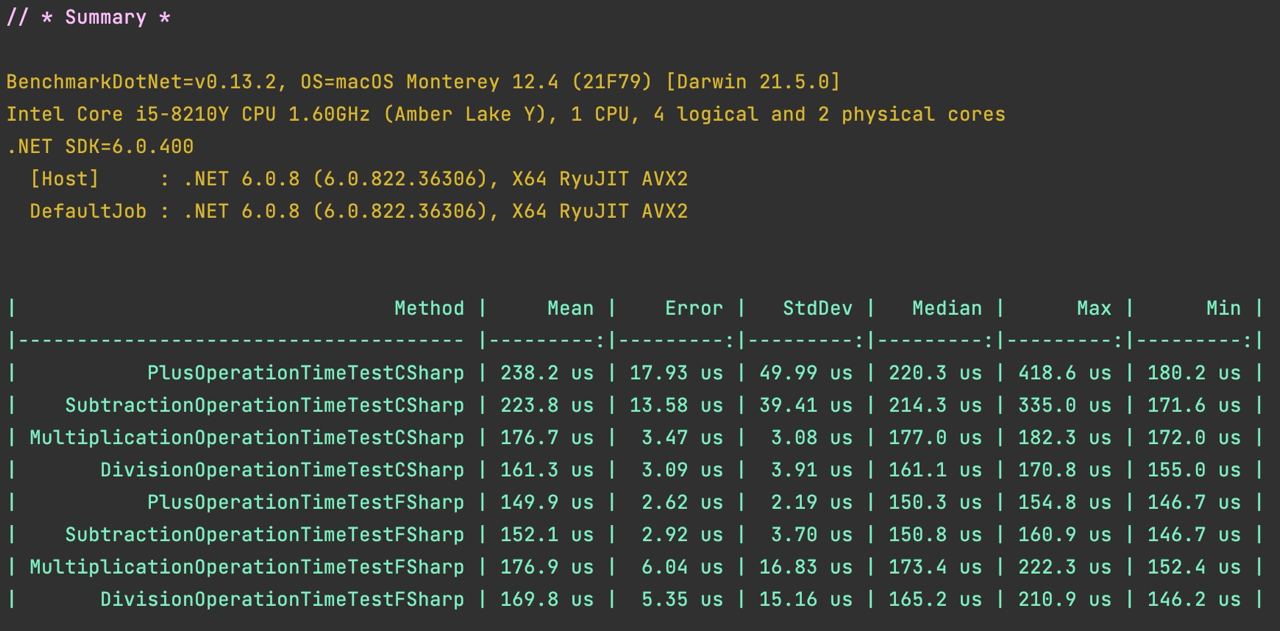 // * Summary *
BenchmarkDotNet=v0.13.2, OS=macOS Monterey 12.4 (21F79) [Darwin 21.5.0]
Intel Core i5-8210Y CPU 1.60GHz (Amber Lake Y), 1 CPU, 4 logical and 2 physical cores
.NET SDK=6.0.400
  [Host]     : .NET 6.0.8 (6.0.822.36306), X64 RyuJIT AVX2
  DefaultJob : .NET 6.0.8 (6.0.822.36306), X64 RyuJIT AVX2
|                                Method |     Mean |    Error |   StdDev |   Median |      Max |      Min |
|-------------------------------------- |---------:|---------:|---------:|---------:|---------:|---------:|
|           PlusOperationTimeTestCSharp | 238.2 us | 17.93 us | 49.99 us | 220.3 us | 418.6 us | 180.2 us |
|    SubtractionOperationTimeTestCSharp | 223.8 us | 13.58 us | 39.41 us | 214.3 us | 335.0 us | 171.6 us |
| MultiplicationOperationTimeTestCSharp | 176.7 us |  3.47 us |  3.08 us | 177.0 us | 182.3 us | 172.0 us |
|       DivisionOperationTimeTestCSharp | 161.3 us |  3.09 us |  3.91 us | 161.1 us | 170.8 us | 155.0 us |
|           PlusOperationTimeTestFSharp | 149.9 us |  2.62 us |  2.19 us | 150.3 us | 154.8 us | 146.7 us |
|    SubtractionOperationTimeTestFSharp | 152.1 us |  2.92 us |  3.70 us | 150.8 us | 160.9 us | 146.7 us |
| MultiplicationOperationTimeTestFSharp | 176.9 us |  6.04 us | 16.83 us | 173.4 us | 222.3 us | 152.4 us |
|       DivisionOperationTimeTestFSharp | 169.8 us |  5.35 us | 15.16 us | 165.2 us | 210.9 us | 146.2 us |